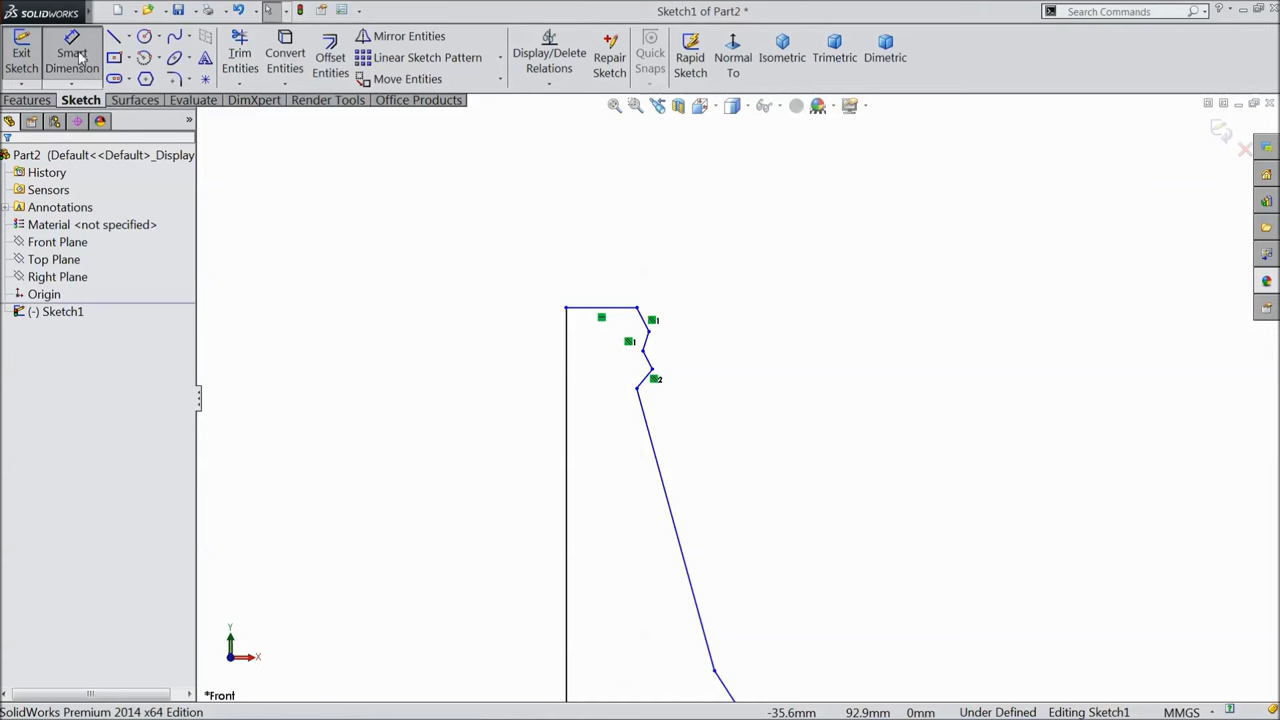 SOLIDWORKS
Sketch1 of Part2 *
Search Commands
Exit Sketch
Smart Dimension
Trim Entities
Convert Entities
Offset Entities
Mirror Entities
Linear Sketch Pattern
Move Entities
Display/Delete Relations
Quick Snaps
Repair Sketch
Rapid Sketch
Normal To
Isometric
Trimetric
Dimetric
Features
Sketch
Surfaces
Evaluate
DimXpert
Render Tools
Office Products
Part2 (Default<<Default>_Display
History
Sensors
Annotations
Material <not specified>
Front Plane
Top Plane
Right Plane
Origin
(-) Sketch1
1
1
2
Y
X
*Front
SolidWorks Premium 2014 x64 Edition
-35.6mm
92.9mm
0mm
Under Defined
Editing Sketch1
MMGS